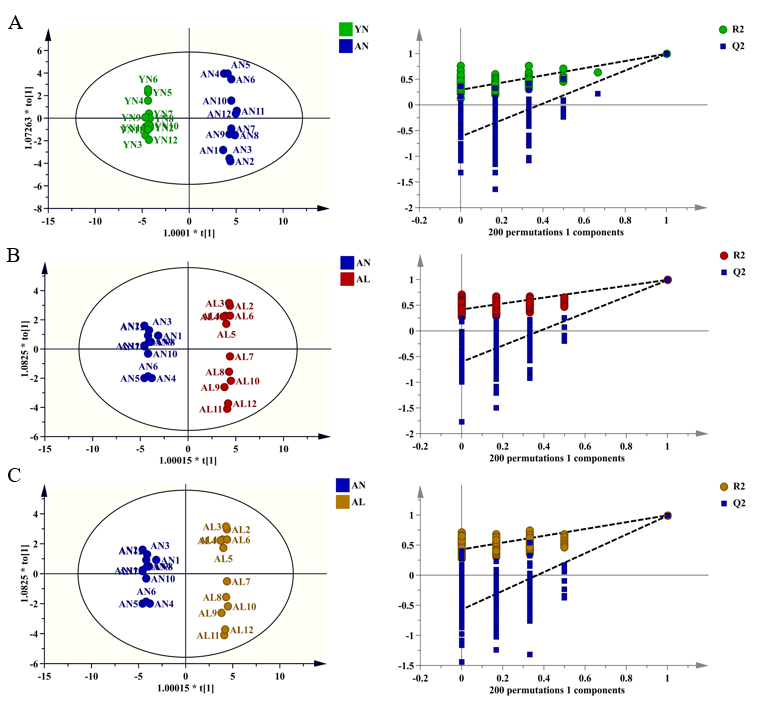 A
YN
AN
1.07263 * to[1]
6
4
2
0
-2
-4
-6
-8
YN6
YN5
YN4
YN7
YN9
YN10
YN2
YN3
YN12
AN5
AN4
AN6
AN10
AN11
AN12
AN7
AN9
AN8
AN1
AN3
AN2
-15
-10
-5
0
5
10
1.0001 * t[1]
R2
Q2
1
0.5
0
-0.5
-1
-1.5
-2
-0.2
0
0.2
0.4
0.6
0.8
1
200 permutations 1 components
B
AN
AL
1.0825 * to[1]
4
2
0
-2
-4
-6
AN3
AN1
AN10
AN6
AN5
AN4
AL3
AL2
AL4
AL6
AL5
AL7
AL8
AL10
AL9
AL12
AL11
-15
-10
-5
0
5
10
1.00015 * t[1]
R2
Q2
1
0.5
0
-0.5
-1
-1.5
-2
-0.2
0
0.2
0.4
0.6
0.8
1
200 permutations 1 components
C
AN
AL
1.0825 * to[1]
6
4
2
0
-2
-4
-6
AN3
AN1
AN10
AN6
AN5
AN4
AL3
AL2
AL4
AL6
AL5
AL7
AL8
AL10
AL9
AL12
AL11
-15
-10
-5
0
5
10
1.00015 * t[1]
R2
Q2
1
0.5
0
-0.5
-1
-1.5
-0.2
0
0.2
0.4
0.6
0.8
1
200 permutations 1 components